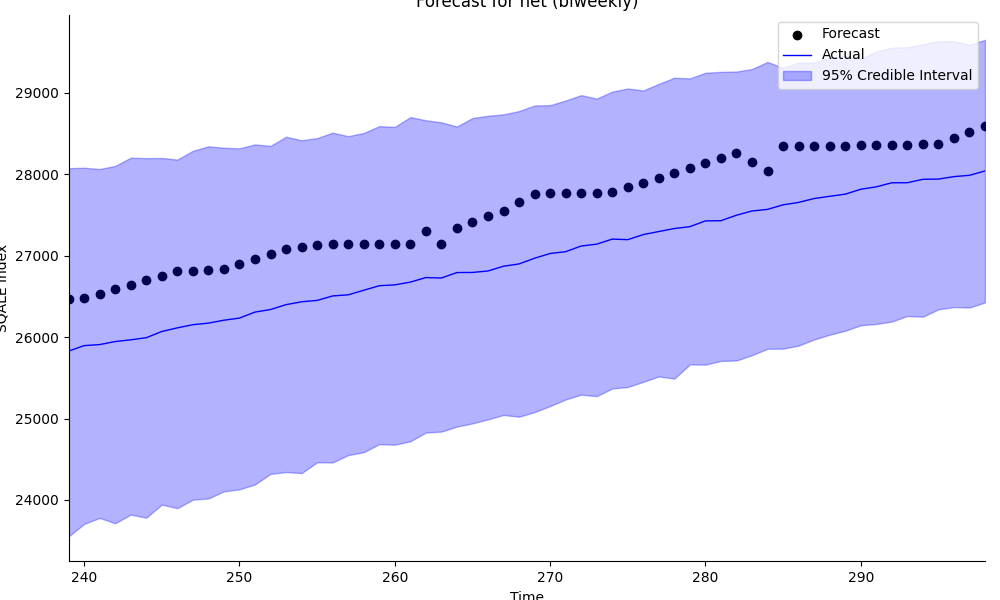 Forecast for net (biweekly)
Forecast
Actual
95% Credible Interval
29000
28000
27000
26000
25000
24000
SQALE Index
240
250
260
270
280
290
Time